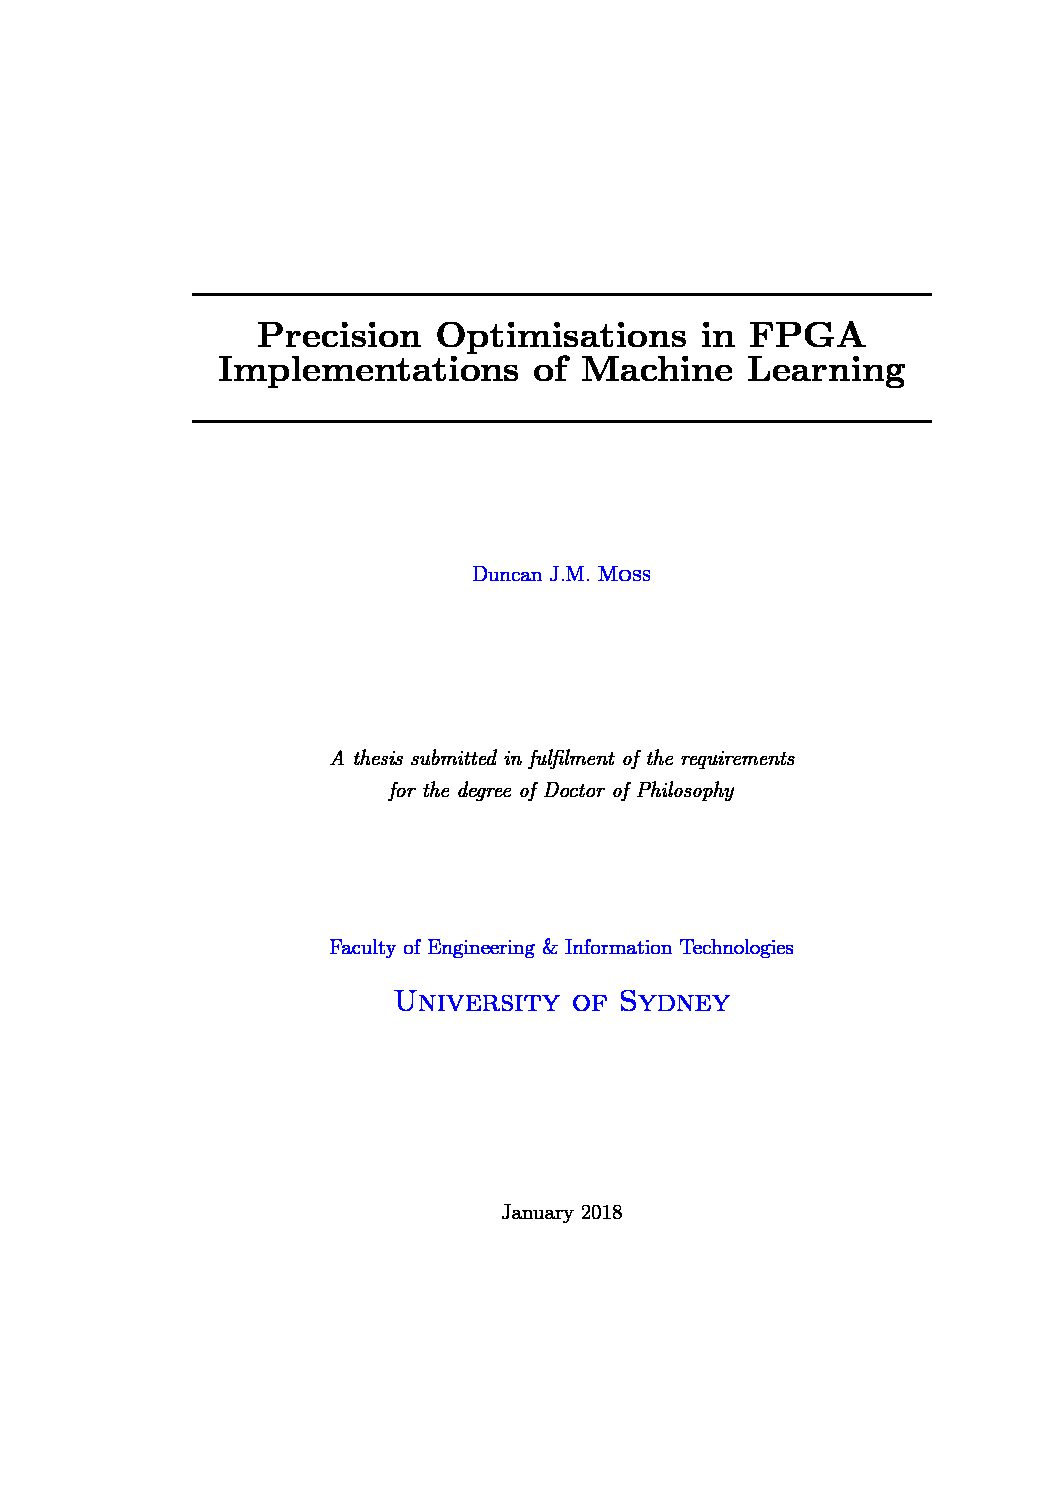 Precision Optimisations in FPGA
Implementations of Machine Learning
Duncan J.M. Moss
A thesis submitted in fulfilment of the requirements
for the degree of Doctor of Philosophy
Faculty of Engineering & Information Technologies
University of Sydney
January 2018